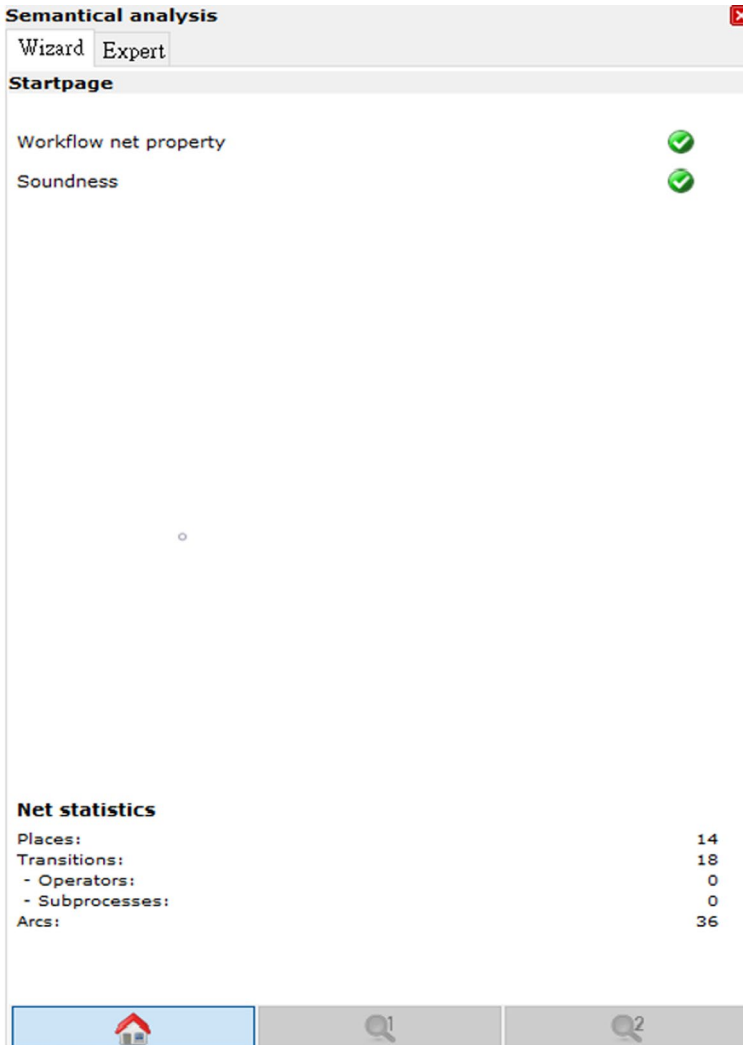 Semantical analysis
Wizard Expert
Startpage
Workflow net property
Soundness
Net statistics
Places: 14
Transitions: 18
- Operators: 0
- Subprocesses: 0
Arcs: 36
1 2